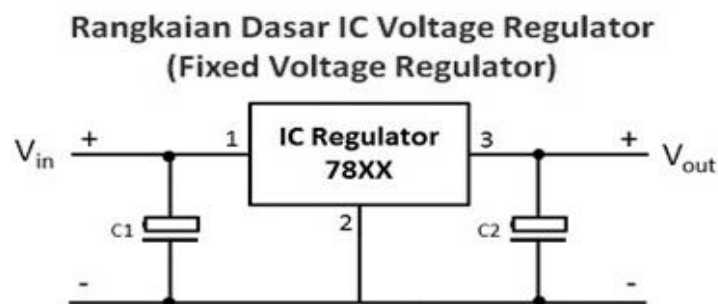 Rangkaian Dasar IC Voltage Regulator
(Fixed Voltage Regulator)
Vin
+
1
IC Regulator
78XX
3
+
Vout
2
C1
C2
-
-